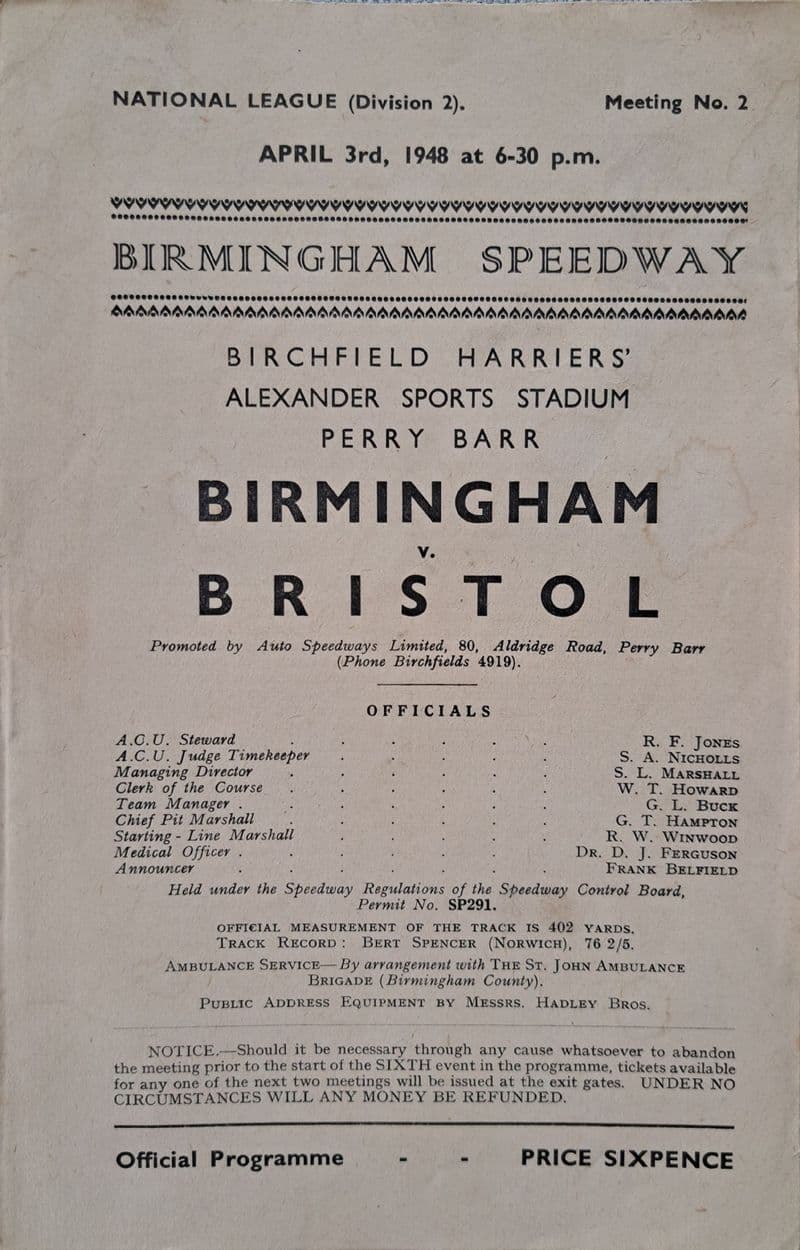 NATIONAL LEAGUE (Division 2). Meeting No. 2
APRIL 3rd, 1948 at 6-30 p.m.
BIRMINGHAM SPEEDWAY
BIRCHFIELD HARRIERS'
ALEXANDER SPORTS STADIUM
PERRY BARR
BIRMINGHAM
v.
BRISTOL
Promoted by Auto Speedways Limited, 80, Aldridge Road, Perry Barr
(Phone Birchfields 4919).
OFFICIALS
A.C.U. Steward . . . . . . R. F. JONES
A.C.U. Judge Timekeeper . . . . . S. A. NICHOLLS
Managing Director . . . . . . S. L. MARSHALL
Clerk of the Course . . . . . . W. T. HOWARD
Team Manager . . . . . . . G. L. BUCK
Chief Pit Marshall . . . . . . G. T. HAMPTON
Starting - Line Marshall . . . . . R. W. WINWOOD
Medical Officer . . . . . . DR. D. J. FERGUSON
Announcer . . . . . . . FRANK BELFIELD
Held under the Speedway Regulations of the Speedway Control Board,
Permit No. SP291.
OFFICIAL MEASUREMENT OF THE TRACK IS 402 YARDS.
TRACK RECORD: BERT SPENCER (NORWICH), 76 2/5.
AMBULANCE SERVICE—By arrangement with THE ST. JOHN AMBULANCE
BRIGADE (Birmingham County).
PUBLIC ADDRESS EQUIPMENT BY MESSRS. HADLEY BROS.
NOTICE.—Should it be necessary through any cause whatsoever to abandon
the meeting prior to the start of the SIXTH event in the programme, tickets available
for any one of the next two meetings will be issued at the exit gates. UNDER NO
CIRCUMSTANCES WILL ANY MONEY BE REFUNDED.
Official Programme - - PRICE SIXPENCE